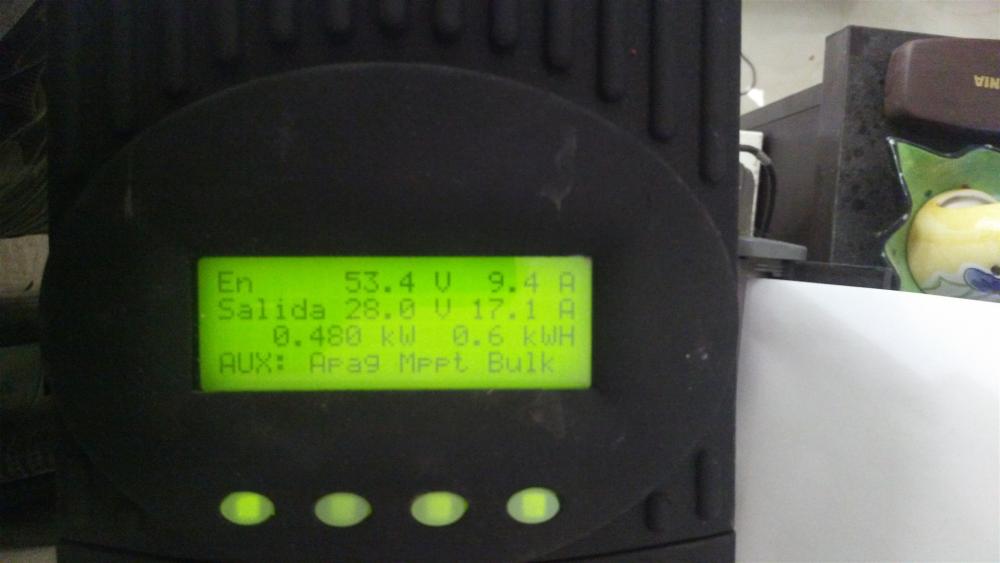 En 53.4 V 9.4 A
Salida 28.0 V 17.1 A
0.480 kW 0.6 kWH
AUX: Apag Mppt Bulk